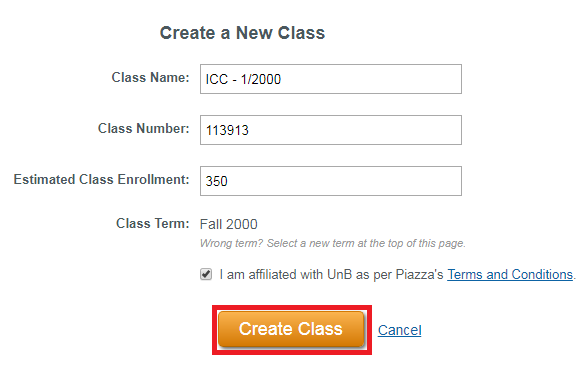 Create a New Class
Class Name: ICC - 1/2000
Class Number: 113913
Estimated Class Enrollment: 350
Class Term: Fall 2000
Wrong term? Select a new term at the top of this page.
I am affiliated with UnB as per Piazza's Terms and Conditions.
Create Class Cancel